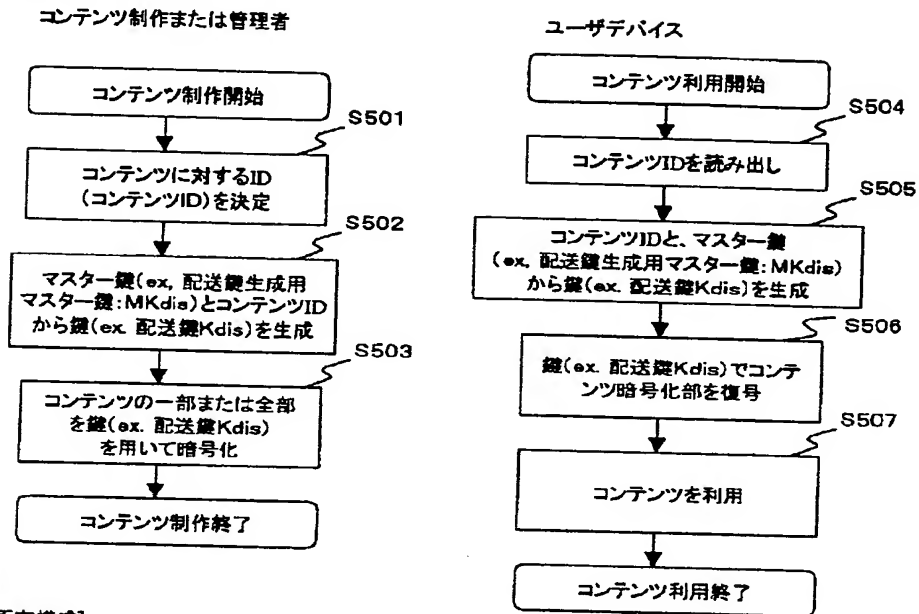 コンテンツ制作または管理者
コンテンツ制作開始
S501
コンテンツに対するID
(コンテンツID)を決定
S502
マスター鍵(ex, 配送鍵生成用
マスター鍵:MKdis)とコンテンツID
から鍵(ex. 配送鍵Kdis)を生成
S503
コンテンツの一部または全部
を鍵(ex. 配送鍵Kdis)
を用いて暗号化
コンテンツ制作終了
ユーザデバイス
コンテンツ利用開始
S504
コンテンツIDを読み出し
S505
コンテンツIDと、マスター鍵
(ex, 配送鍵生成用マスター鍵:MKdis)
から鍵(ex. 配送鍵Kdis)を生成
S506
鍵(ex. 配送鍵Kdis)でコンテ
ンツ暗号化部を復号
S507
コンテンツを利用
コンテンツ利用終了